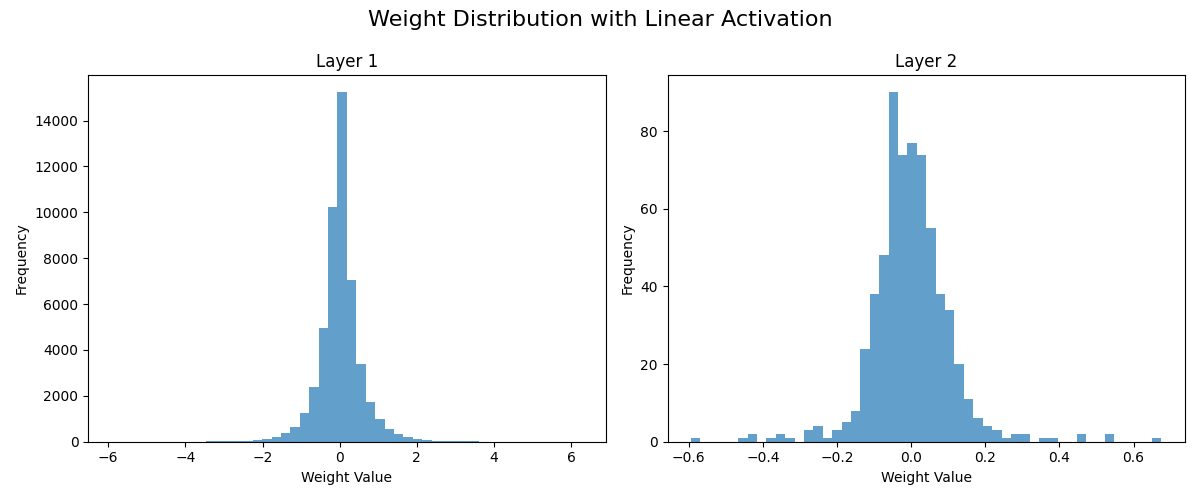 Weight Distribution with Linear Activation
Layer 1
Frequency
14000
12000
10000
8000
6000
4000
2000
0
−6 −4 −2 0 2 4 6
Weight Value
Layer 2
Frequency
80
60
40
20
0
−0.6 −0.4 −0.2 0.0 0.2 0.4 0.6
Weight Value